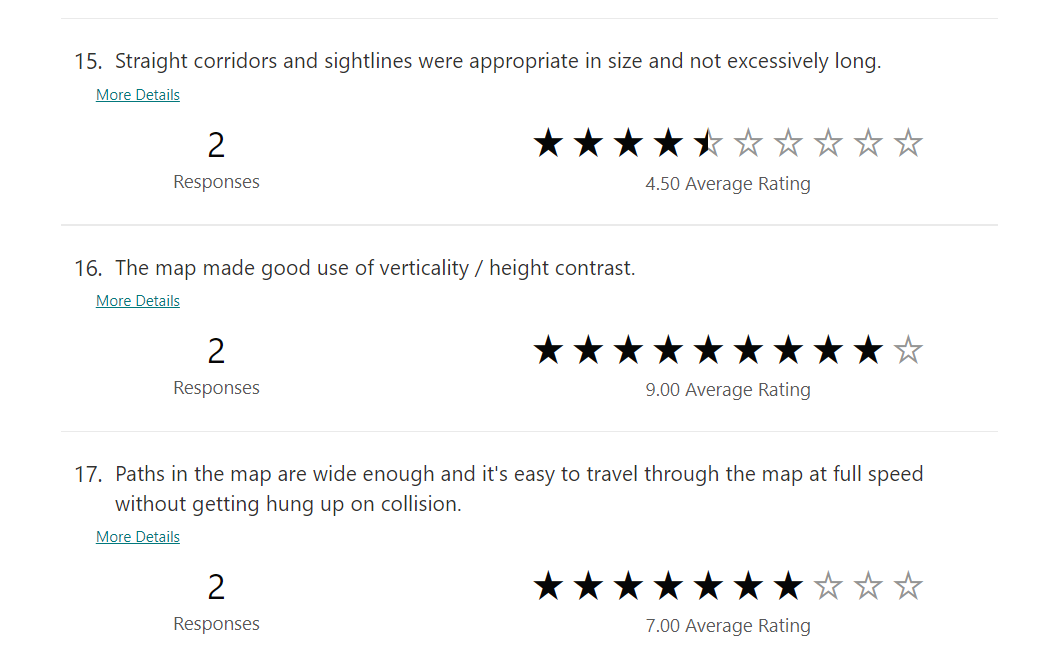 15. Straight corridors and sightlines were appropriate in size and not excessively long.
More Details
2
Responses
4.50 Average Rating
16. The map made good use of verticality / height contrast.
More Details
2
Responses
9.00 Average Rating
17. Paths in the map are wide enough and it's easy to travel through the map at full speed
without getting hung up on collision.
More Details
2
Responses
7.00 Average Rating